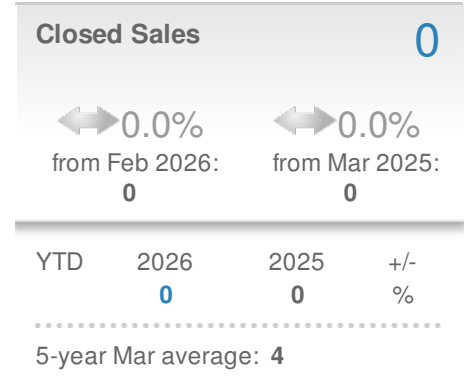 Closed Sales 0
0.0% 0.0%
from Feb 2026: from Mar 2025:
0 0
YTD 2026 2025 +/-
0 0 %
5-year Mar average: 4